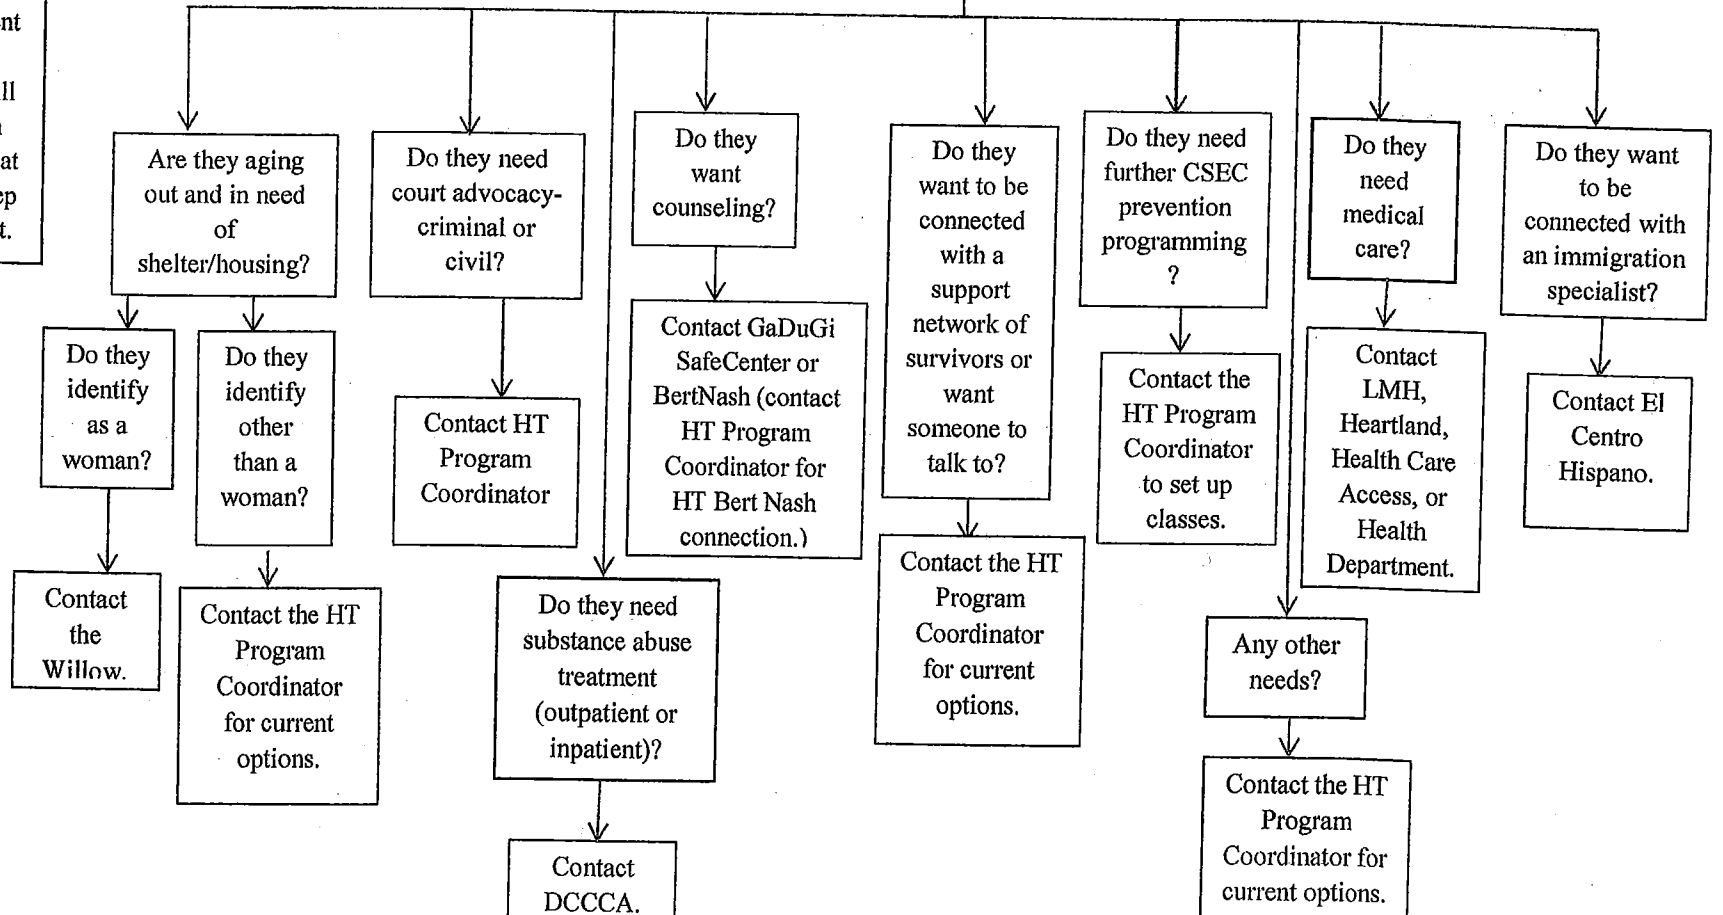 nt
ll
at
ep
t.
Are they aging
out and in need
of
shelter/housing?
Do they
identify
as a
woman?
Contact
the
Willow.
Do they
identify
other
than a
woman?
Contact the HT
Program
Coordinator
for current
options.
Do they need
court advocacy-
criminal or
civil?
Contact HT
Program
Coordinator
Do they need
substance abuse
treatment
(outpatient or
inpatient)?
Contact
DCCCA.
Do they
want
counseling?
Contact GaDuGi
SafeCenter or
BertNash (contact
HT Program
Coordinator for
HT Bert Nash
connection.)
Do they
want to be
connected
with a
support
network of
survivors or
want
someone to
talk to?
Contact the HT
Program
Coordinator
for current
options.
Do they need
further CSEC
prevention
programming
?
Contact the
HT Program
Coordinator
to set up
classes.
Any other
needs?
Contact the HT
Program
Coordinator for
current options.
Do they
need
medical
care?
Contact
LMH,
Heartland,
Health Care
Access, or
Health
Department.
Do they want
to be
connected with
an immigration
specialist?
Contact El
Centro
Hispano.